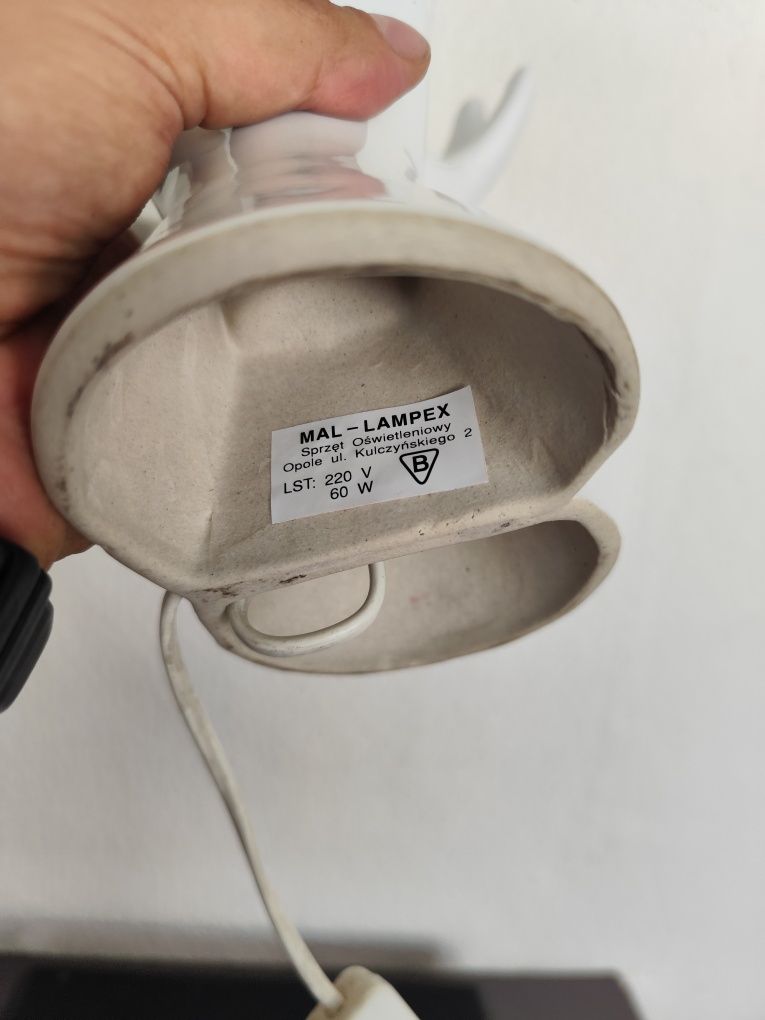 MAL – LAMPEX
Sprzęt Oświetleniowy
Opole ul. Kulczyńskiego 2
LST: 220 V
60 W
B